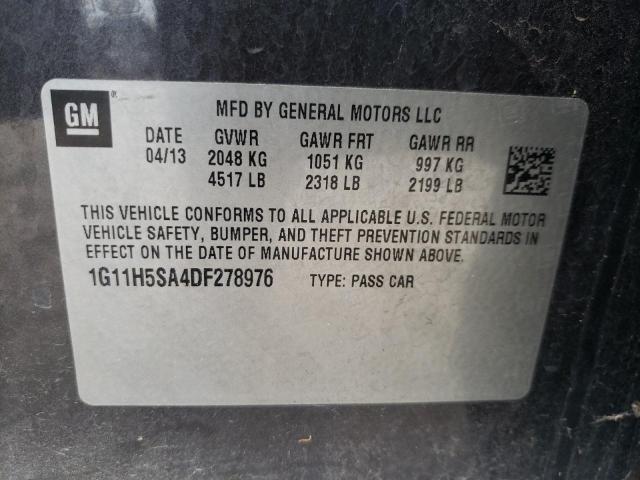 GM®
MFD BY GENERAL MOTORS LLC
DATE GVWR GAWR FRT GAWR RR
04/13 2048 KG 1051 KG 997 KG
4517 LB 2318 LB 2199 LB
THIS VEHICLE CONFORMS TO ALL APPLICABLE U.S. FEDERAL MOTOR
VEHICLE SAFETY, BUMPER, AND THEFT PREVENTION STANDARDS IN
EFFECT ON THE DATE OF MANUFACTURE SHOWN ABOVE.
1G11H5SA4DF278976 TYPE: PASS CAR